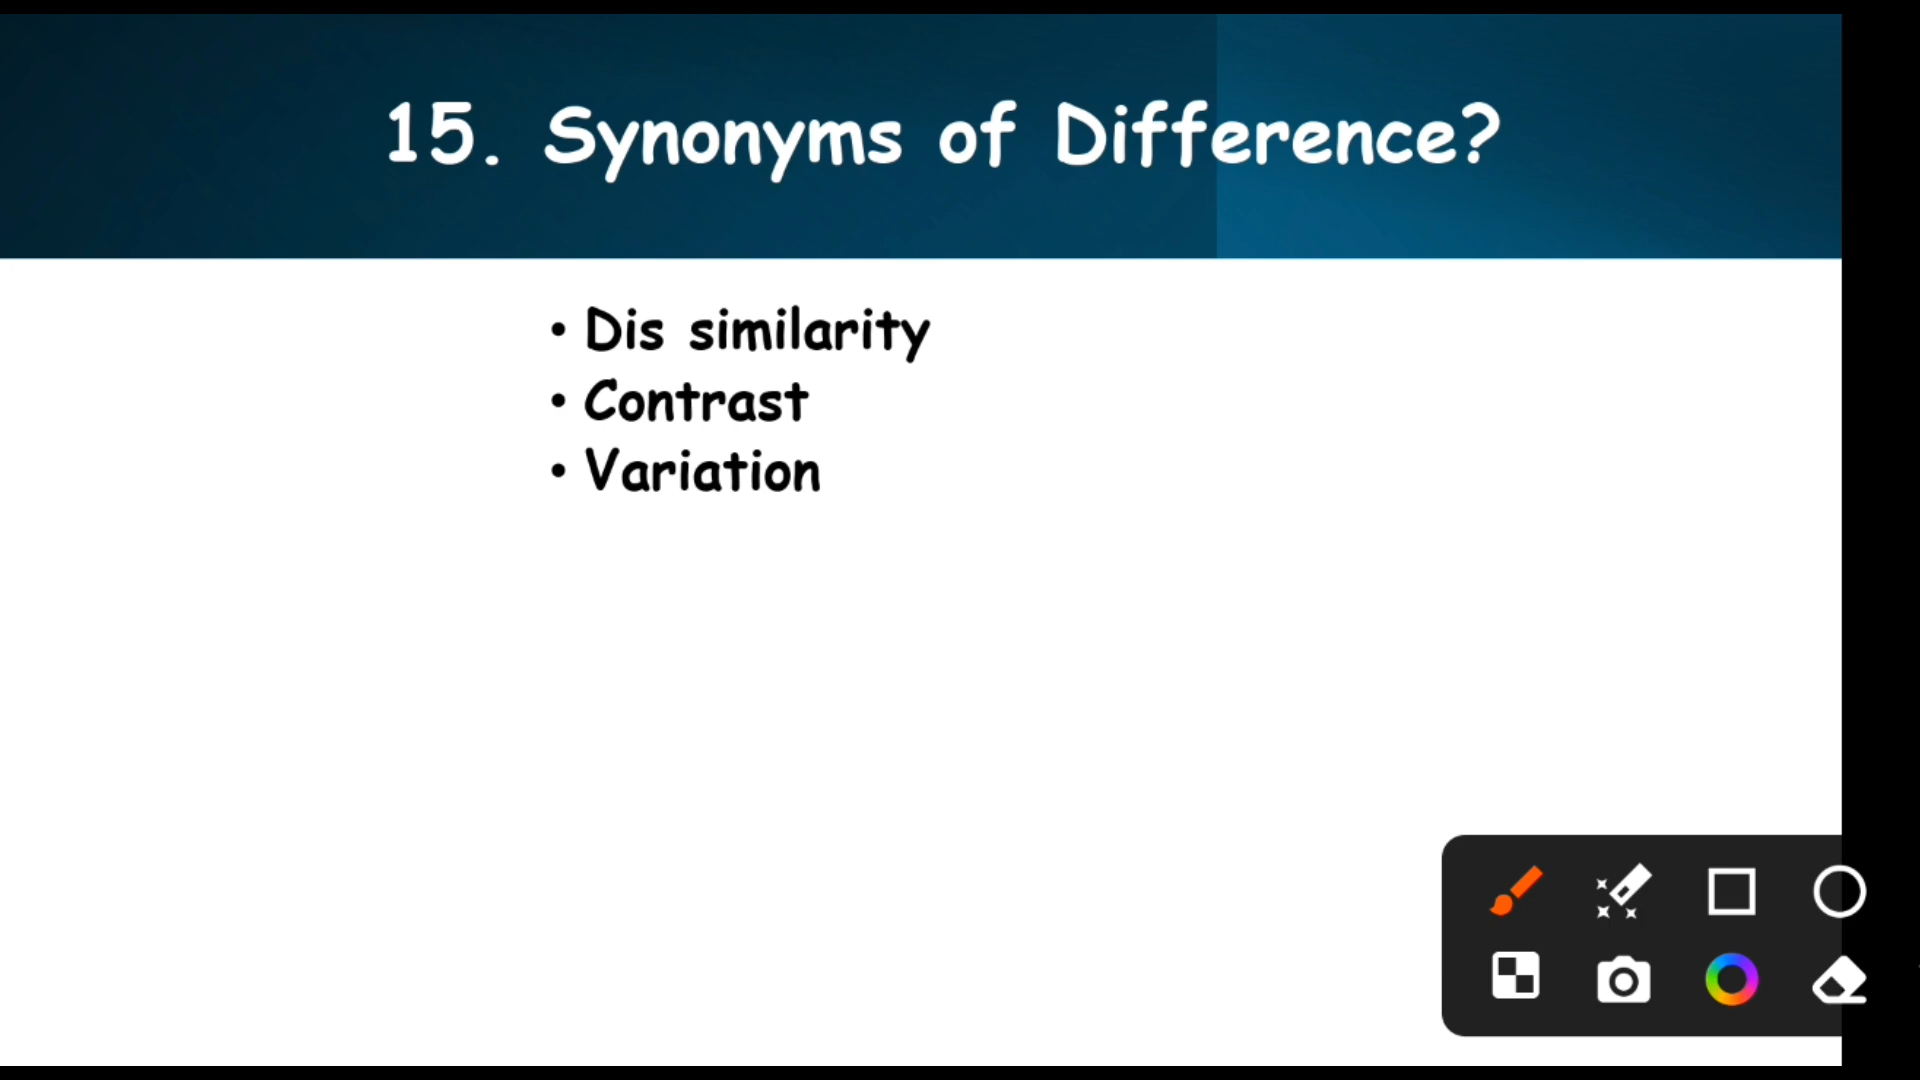 15. Synonyms of Difference?
• Dis similarity
• Contrast
• Variation